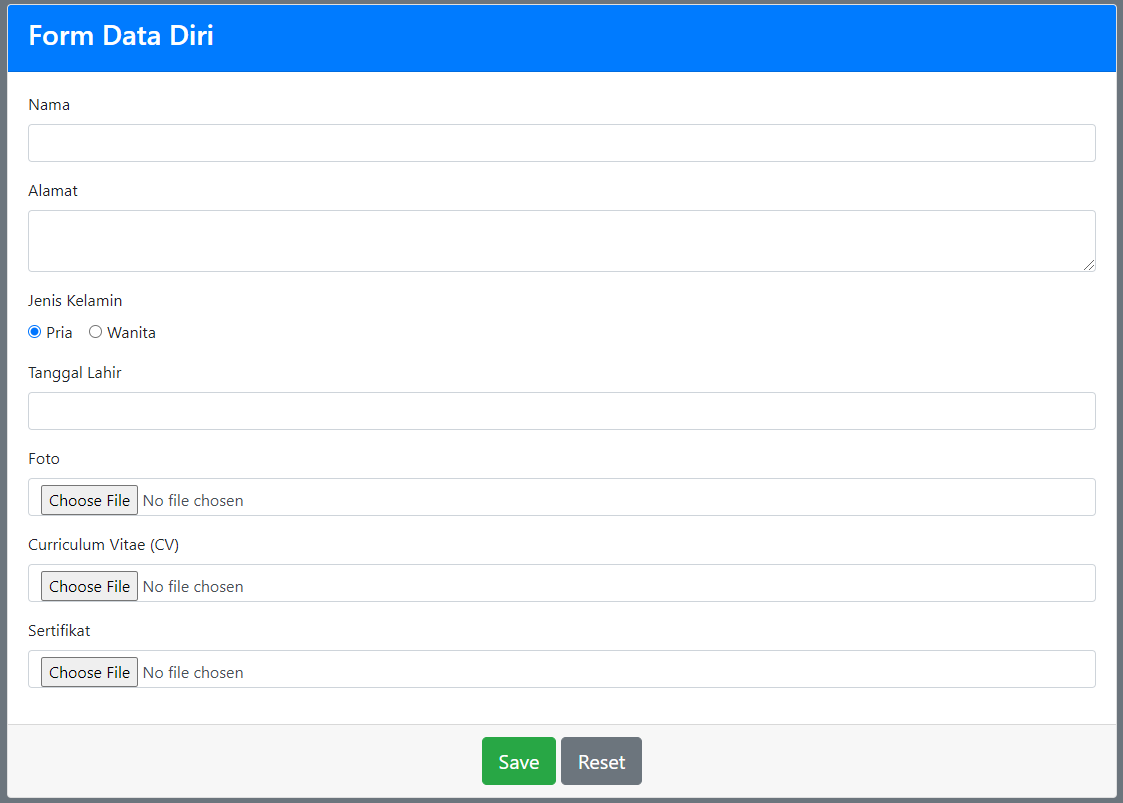 Form Data Diri
Nama
Alamat
Jenis Kelamin
Pria Wanita
Tanggal Lahir
Foto
Choose File No file chosen
Curriculum Vitae (CV)
Choose File No file chosen
Sertifikat
Choose File No file chosen
Save Reset